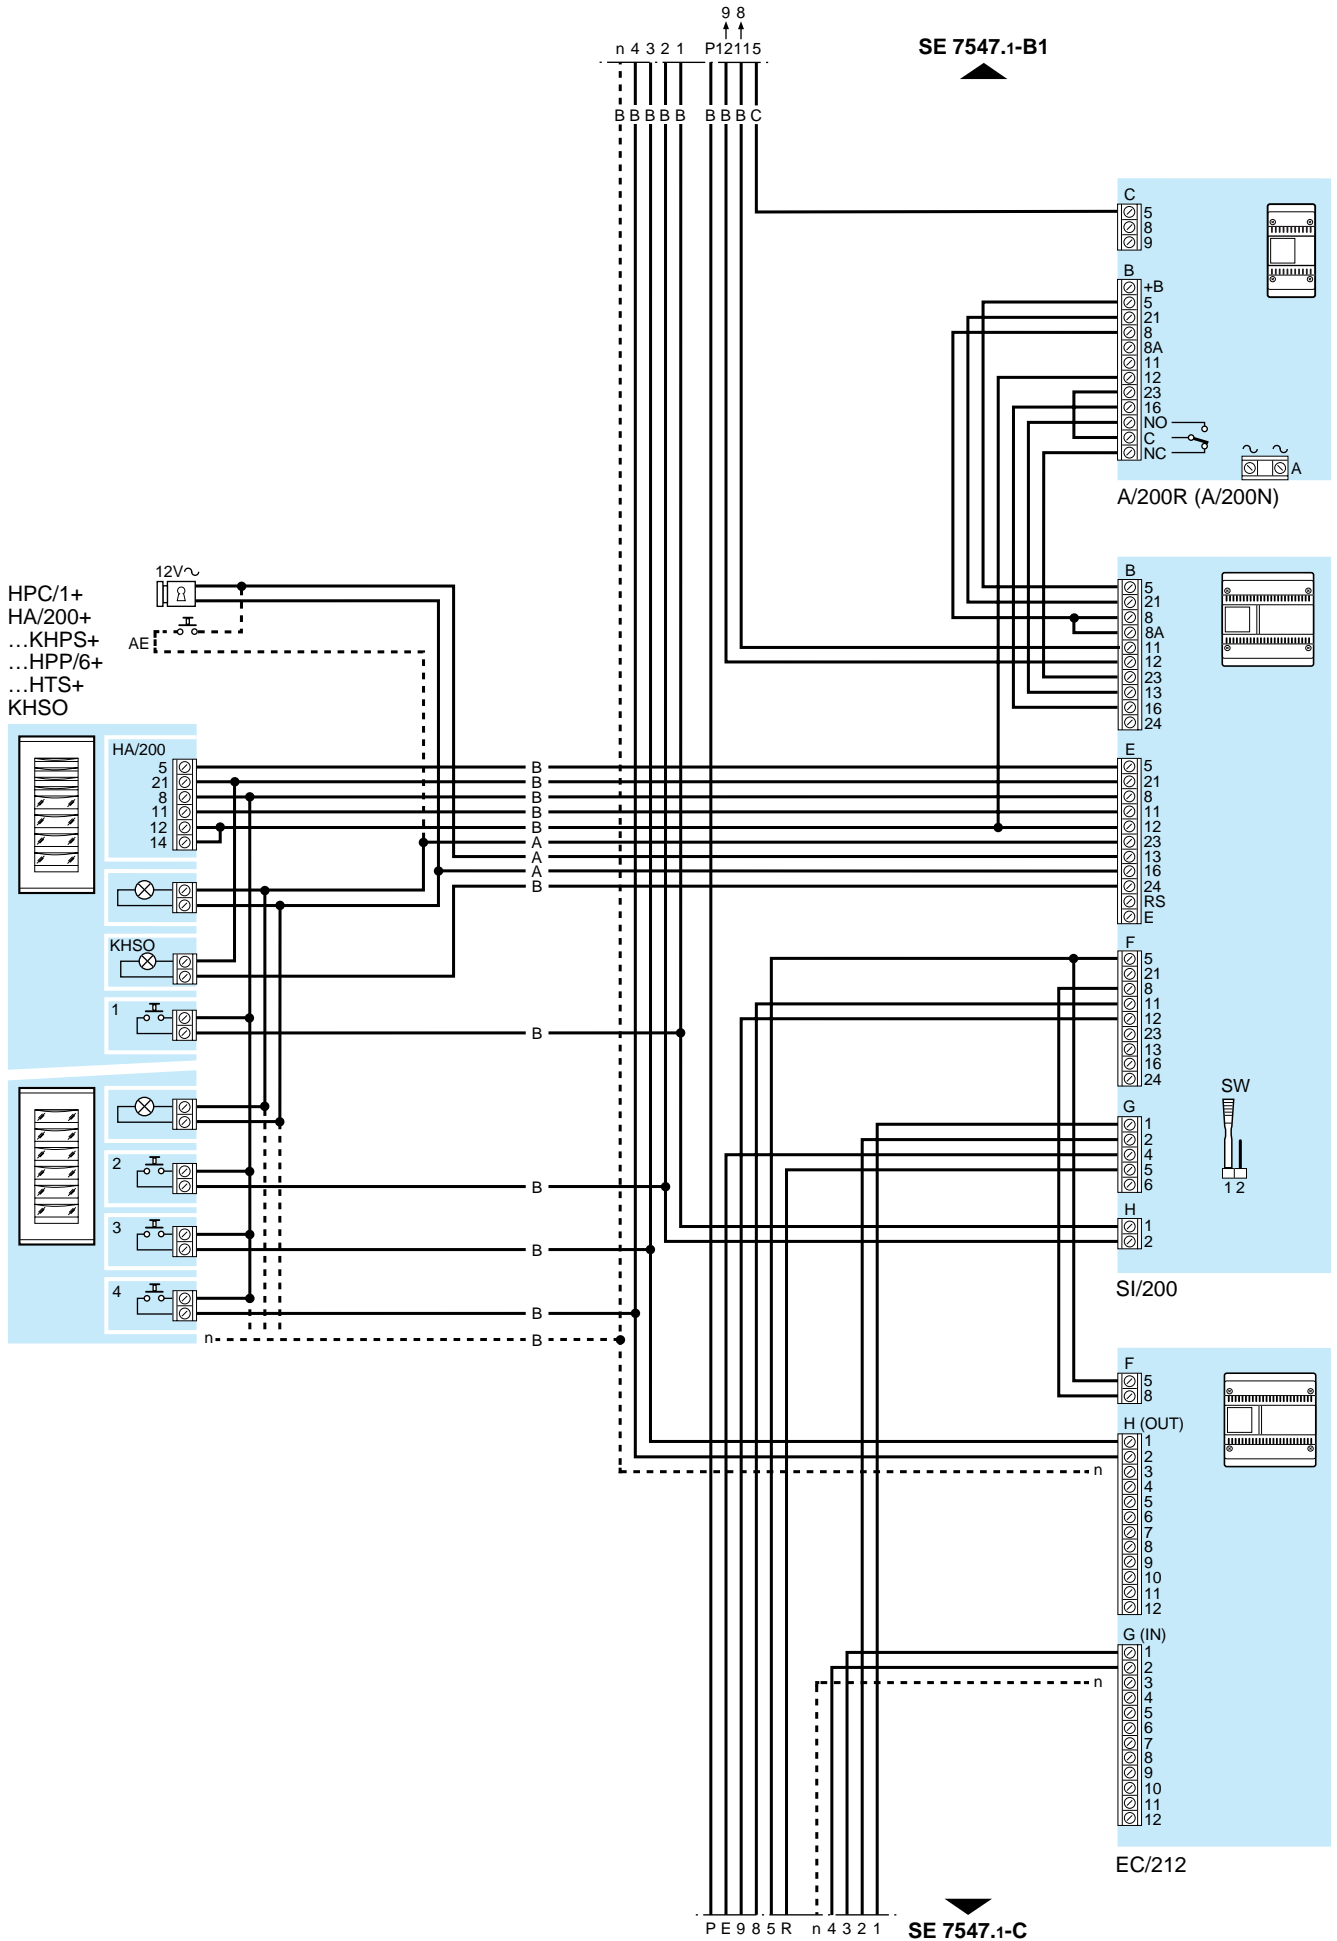 9 8
n 4 3 2 1 P12 11 5
SE 7547.1-B1
B B B B B B B B C
C
5
8
9
B
+B
5
21
8
8A
11
12
23
16
NO
C
NC
A
A/200R (A/200N)
12V~
HPC/1+
HA/200+
...KHPS+
...HPP/6+
...HTS+
KHSO
AE
B
5
21
8
8A
11
12
23
13
16
24
HA/200
5
21
8
11
12
14
B
B
B
B
B
A
A
A
B
E
5
21
8
11
12
23
13
16
24
RS
E
KHSO
1
B
F
5
21
8
11
12
23
13
16
24
SW
1 2
G
1
2
4
5
6
2
B
3
B
H
1
2
4
B
SI/200
n
B
F
5
8
H (OUT)
1
2
n
3
4
5
6
7
8
9
10
11
12
G (IN)
1
2
n
3
4
5
6
7
8
9
10
11
12
EC/212
P E 9 8 5 R n 4 3 2 1
SE 7547.1-C